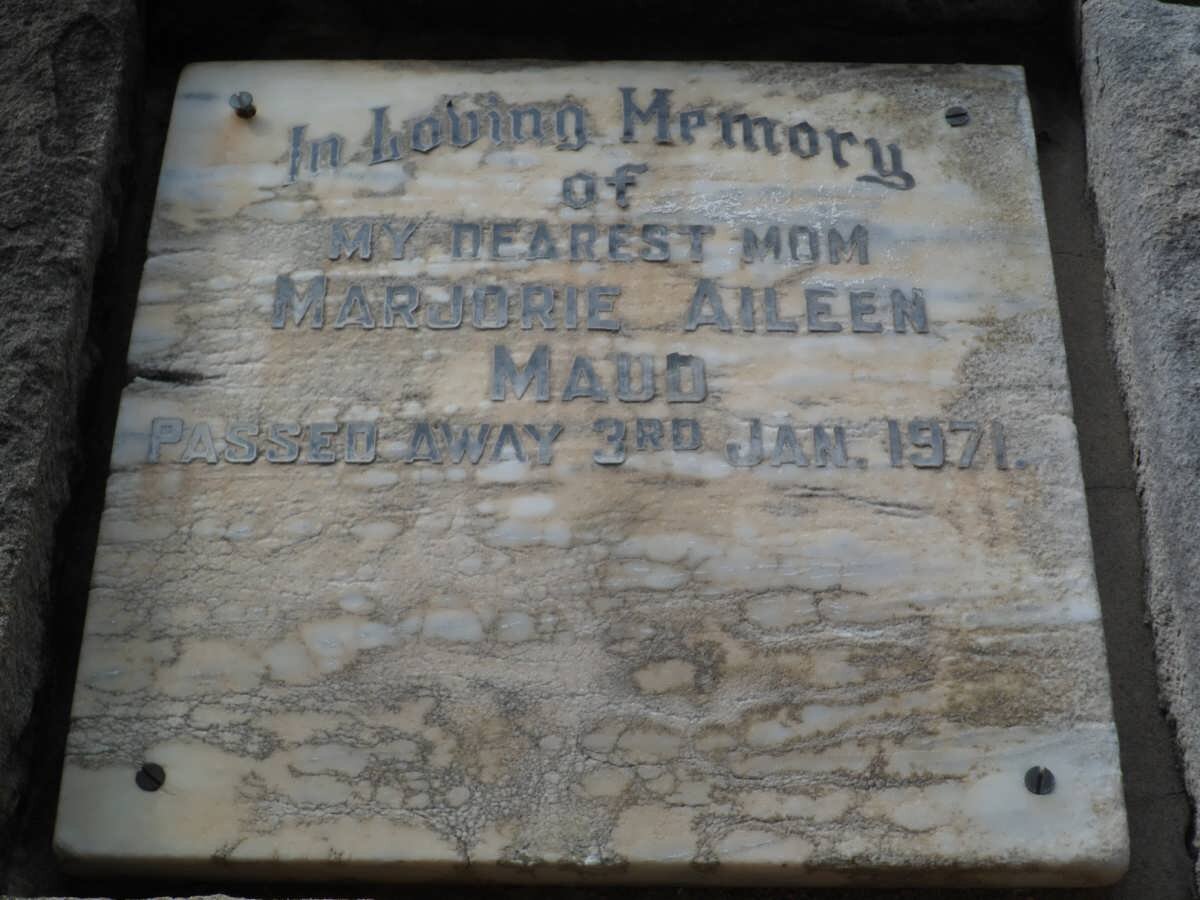 In Loving Memory
of
MY DEAREST MOM
MARJORIE AILEEN
MAUD
PASSED AWAY 3RD JAN. 1971.